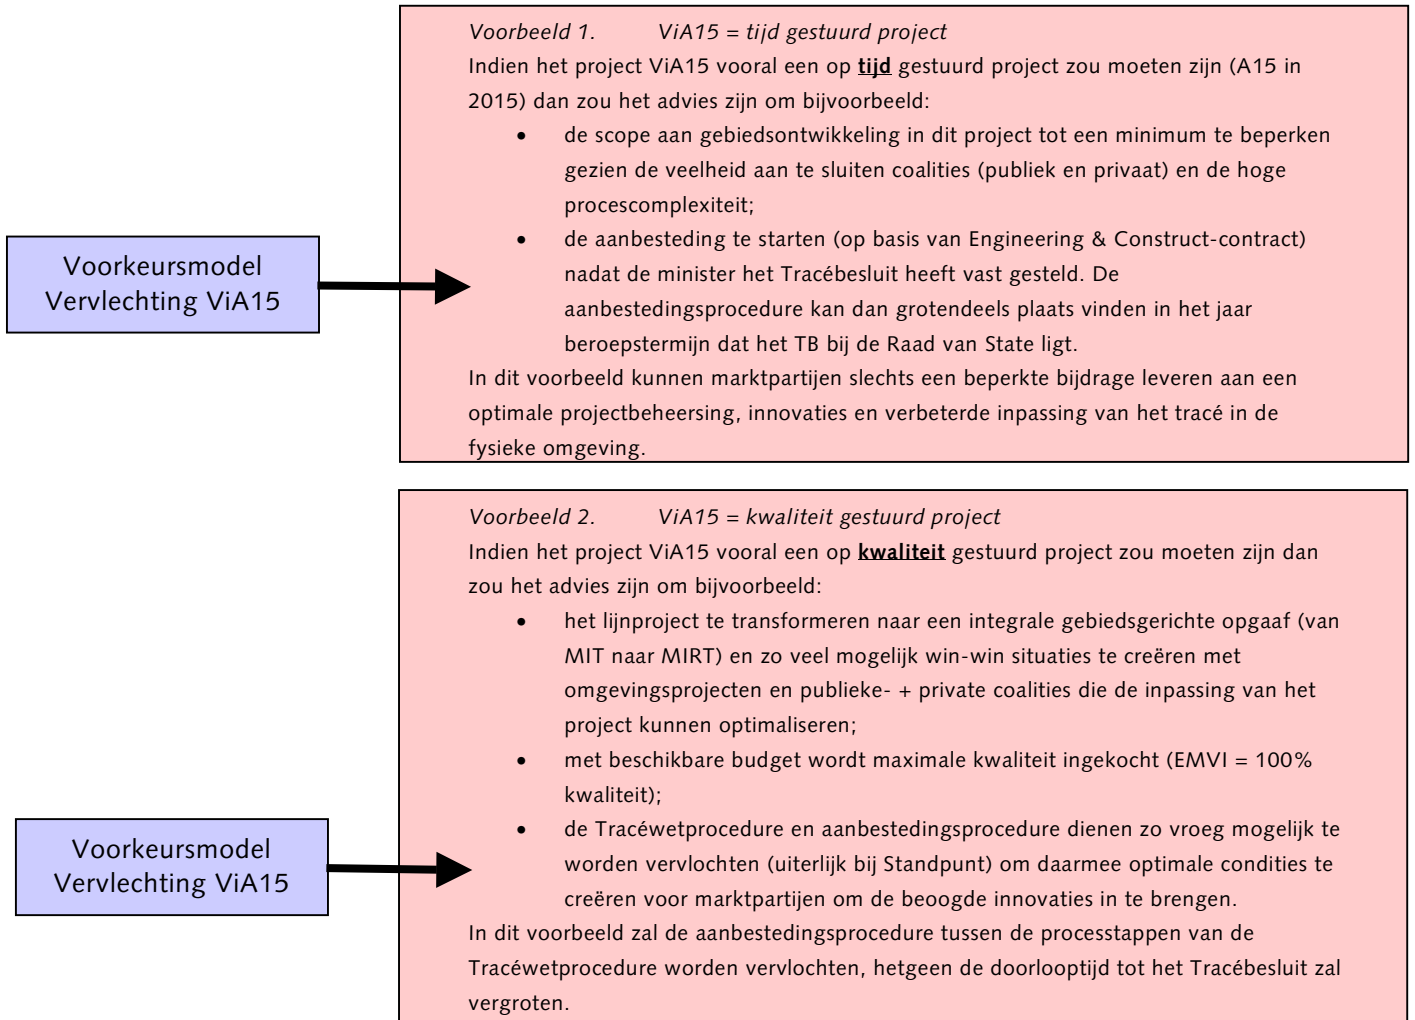 Voorbeeld 1. ViA15 = tijd gestuurd project
Indien het project ViA15 vooral een op tijd gestuurd project zou moeten zijn (A15 in
2015) dan zou het advies zijn om bijvoorbeeld:
• de scope aan gebiedsontwikkeling in dit project tot een minimum te beperken
gezien de veelheid aan te sluiten coalities (publiek en privaat) en de hoge
procescomplexiteit;
• de aanbesteding te starten (op basis van Engineering & Construct-contract)
nadat de minister het Tracébesluit heeft vast gesteld. De
aanbestedingsprocedure kan dan grotendeels plaats vinden in het jaar
beroepstermijn dat het TB bij de Raad van State ligt.
In dit voorbeeld kunnen marktpartijen slechts een beperkte bijdrage leveren aan een
optimale projectbeheersing, innovaties en verbeterde inpassing van het tracé in de
fysieke omgeving.
Voorkeursmodel
Vervlechting ViA15
Voorbeeld 2. ViA15 = kwaliteit gestuurd project
Indien het project ViA15 vooral een op kwaliteit gestuurd project zou moeten zijn dan
zou het advies zijn om bijvoorbeeld:
• het lijnproject te transformeren naar een integrale gebiedsgerichte opgaaf (van
MIT naar MIRT) en zo veel mogelijk win-win situaties te creëren met
omgevingsprojecten en publieke- + private coalities die de inpassing van het
project kunnen optimaliseren;
• met beschikbare budget wordt maximale kwaliteit ingekocht (EMVI = 100%
kwaliteit);
• de Tracéwetprocedure en aanbestedingsprocedure dienen zo vroeg mogelijk te
worden vervlochten (uiterlijk bij Standpunt) om daarmee optimale condities te
creëren voor marktpartijen om de beoogde innovaties in te brengen.
In dit voorbeeld zal de aanbestedingsprocedure tussen de processtappen van de
Tracéwetprocedure worden vervlochten, hetgeen de doorlooptijd tot het Tracébesluit zal
vergroten.
Voorkeursmodel
Vervlechting ViA15